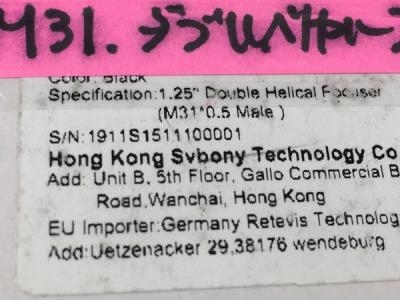 M31.ダブルヘリカ
Color: Black
Specification:1.25" Double Helical Focuser
(M31*0.5 Male )
S/N:1911S1511100001
Hong Kong Svbony Technology Co
Add: Unit B, 5th Floor, Gallo Commercial B
Road,Wanchai, Hong Kong
EU Importer:Germany Retevis Technolog
Add:Uetzenacker 29,38176 wendeburg